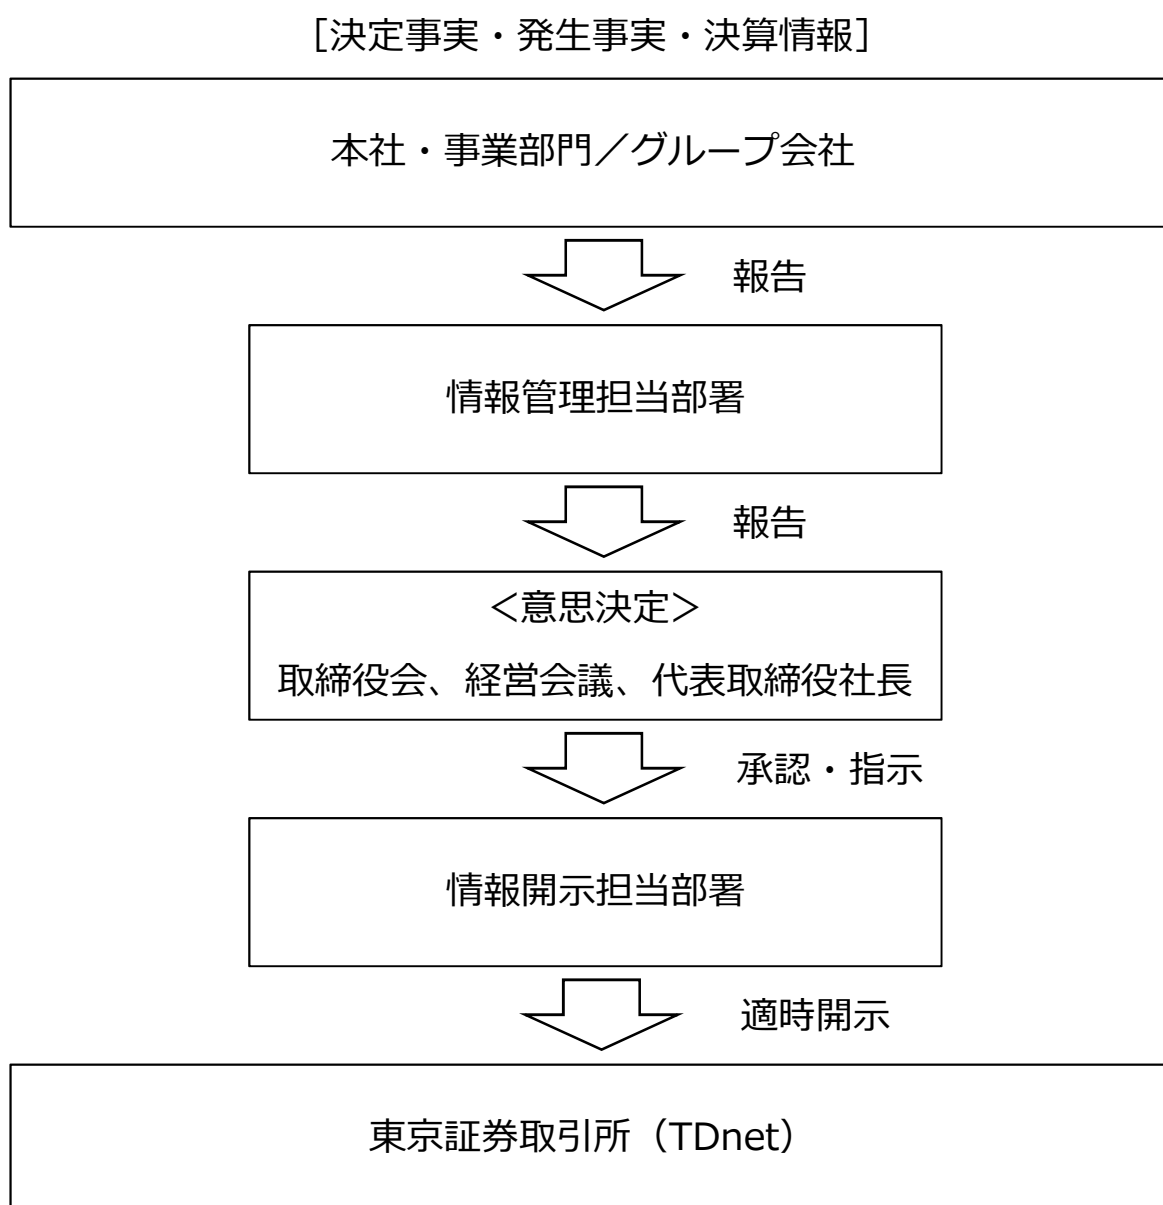 ［決定事実・発生事実・決算情報］
本社・事業部門／グループ会社
報告
情報管理担当部署
報告
＜意思決定＞
取締役会、経営会議、代表取締役社長
承認・指示
情報開示担当部署
適時開示
東京証券取引所（TDnet）